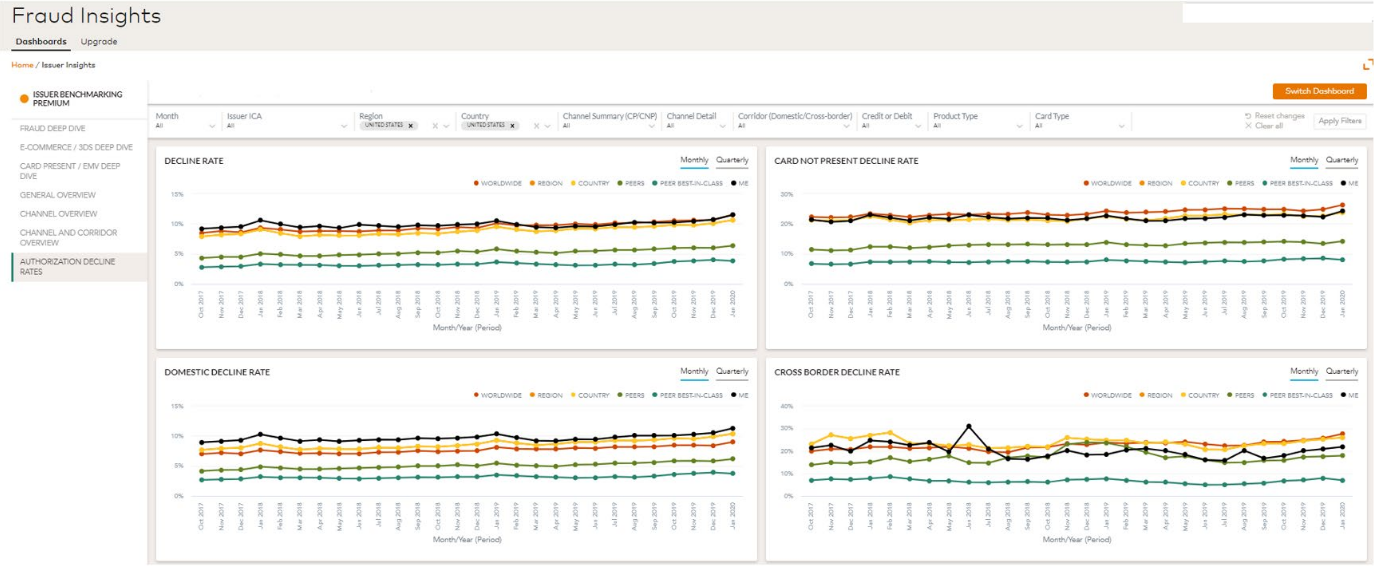 Fraud Insights
Dashboards Upgrade
Home / Issuer Insights
ISSUER BENCHMARKING
PREMIUM
Switch Dashboard
Month Issuer ICA Region Country Channel Summary (CP/CNP) Channel Detail Corridor (Domestic/Cross-border) Credit or Debit Product Type Card Type Reset changes
All All UNITED STATES x X UNITED STATES x X All All All All All All X Clear all Apply Filters
FRAUD DEEP DIVE
E-COMMERCE / 3DS DEEP DIVE
CARD PRESENT / EMV DEEP
DIVE
GENERAL OVERVIEW
CHANNEL OVERVIEW
CHANNEL AND CORRIDOR
OVERVIEW
AUTHORIZATION DECLINE
RATES
DECLINE RATE Monthly Quarterly
WORLDWIDE REGION COUNTRY PEERS PEER BEST-IN-CLASS ME
15%
10%
5%
0%
Oct 2017 Nov 2017 Dec 2017 Jan 2018 Feb 2018 Mar 2018 Apr 2018 May 2018 Jun 2018 Jul 2018 Aug 2018 Sep 2018 Oct 2018 Nov 2018 Dec 2018 Jan 2019 Feb 2019 Mar 2019 Apr 2019 May 2019 Jun 2019 Jul 2019 Aug 2019 Sep 2019 Oct 2019 Nov 2019 Dec 2019 Jan 2020
Month/Year (Period)
CARD NOT PRESENT DECLINE RATE Monthly Quarterly
WORLDWIDE REGION COUNTRY PEERS PEER BEST-IN-CLASS ME
30%
20%
10%
0%
Oct 2017 Nov 2017 Dec 2017 Jan 2018 Feb 2018 Mar 2018 Apr 2018 May 2018 Jun 2018 Jul 2018 Aug 2018 Sep 2018 Oct 2018 Nov 2018 Dec 2018 Jan 2019 Feb 2019 Mar 2019 Apr 2019 May 2019 Jun 2019 Jul 2019 Aug 2019 Sep 2019 Oct 2019 Nov 2019 Dec 2019 Jan 2020
Month/Year (Period)
DOMESTIC DECLINE RATE Monthly Quarterly
WORLDWIDE REGION COUNTRY PEERS PEER BEST-IN-CLASS ME
15%
10%
5%
0%
Oct 2017 Nov 2017 Dec 2017 Jan 2018 Feb 2018 Mar 2018 Apr 2018 May 2018 Jun 2018 Jul 2018 Aug 2018 Sep 2018 Oct 2018 Nov 2018 Dec 2018 Jan 2019 Feb 2019 Mar 2019 Apr 2019 May 2019 Jun 2019 Jul 2019 Aug 2019 Sep 2019 Oct 2019 Nov 2019 Dec 2019 Jan 2020
Month/Year (Period)
CROSS BORDER DECLINE RATE Monthly Quarterly
WORLDWIDE REGION COUNTRY PEERS PEER BEST-IN-CLASS ME
40%
30%
20%
10%
0%
Oct 2017 Nov 2017 Dec 2017 Jan 2018 Feb 2018 Mar 2018 Apr 2018 May 2018 Jun 2018 Jul 2018 Aug 2018 Sep 2018 Oct 2018 Nov 2018 Dec 2018 Jan 2019 Feb 2019 Mar 2019 Apr 2019 May 2019 Jun 2019 Jul 2019 Aug 2019 Sep 2019 Oct 2019 Nov 2019 Dec 2019 Jan 2020
Month/Year (Period)